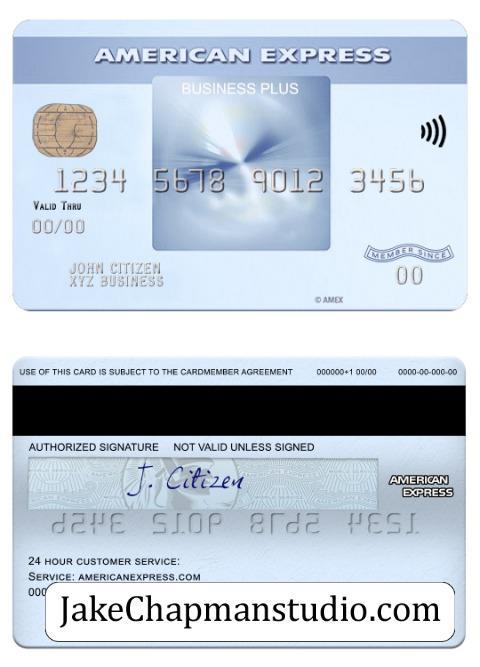 AMERICAN EXPRESS
BUSINESS PLUS
1234 5678 9012 3456
VALID THRU
00/00
MEMBER SINCE
00
JOHN CITIZEN
XYZ BUSINESS
© AMEX
USE OF THIS CARD IS SUBJECT TO THE CARDMEMBER AGREEMENT 000000+1 00/00 0000-00-000-00
AUTHORIZED SIGNATURE NOT VALID UNLESS SIGNED
J. Citizen
AMERICAN
EXPRESS
1234 5678 9012 3456
24 HOUR CUSTOMER SERVICE:
SERVICE: AMERICANEXPRESS.COM
000
JakeChapmanstudio.com